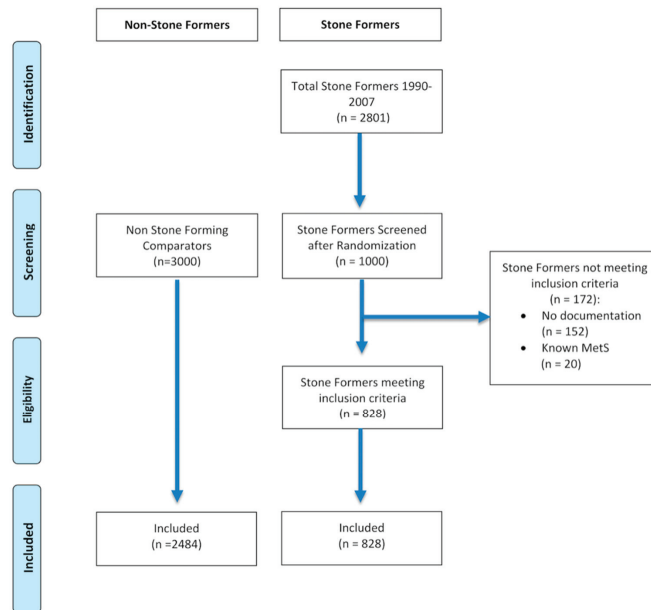 Non-Stone Formers
Stone Formers
Identification
Total Stone Formers 1990-
2007
(n = 2801)
Screening
Non Stone Forming
Comparators
(n=3000)
Stone Formers Screened
after Randomization
(n = 1000)
Stone Formers not meeting
inclusion criteria
(n = 172):
• No documentation
(n = 152)
• Known MetS
(n = 20)
Eligibility
Stone Formers meeting
inclusion criteria
(n = 828)
Included
Included
(n =2484)
Included
(n = 828)